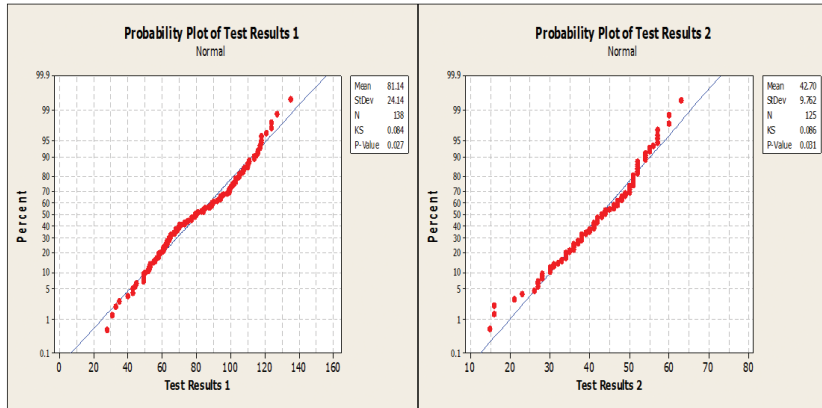 Probability Plot of Test Results 1
Normal
99.9
99
95
90
80
70
60
50
40
30
20
10
5
1
0.1
Percent
0 20 40 60 80 100 120 140 160
Test Results 1
Mean 81.14
StDev 24.14
N 138
KS 0.084
P-Value 0.027
Probability Plot of Test Results 2
Normal
99.9
99
95
90
80
70
60
50
40
30
20
10
5
1
0.1
Percent
10 20 30 40 50 60 70 80
Test Results 2
Mean 42.70
StDev 9.762
N 125
KS 0.086
P-Value 0.031